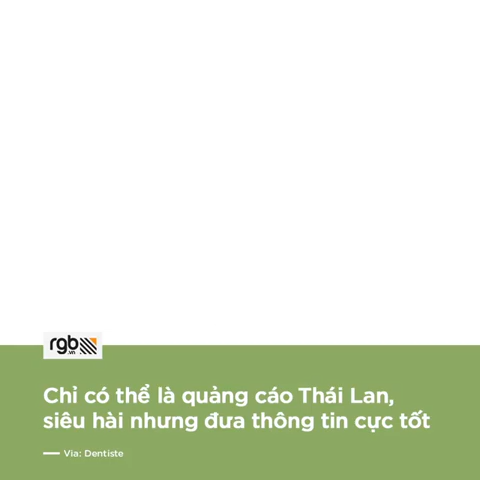 rgb
.vn
Chỉ có thể là quảng cáo Thái Lan,
siêu hài nhưng đưa thông tin cực tốt
Via: Dentiste